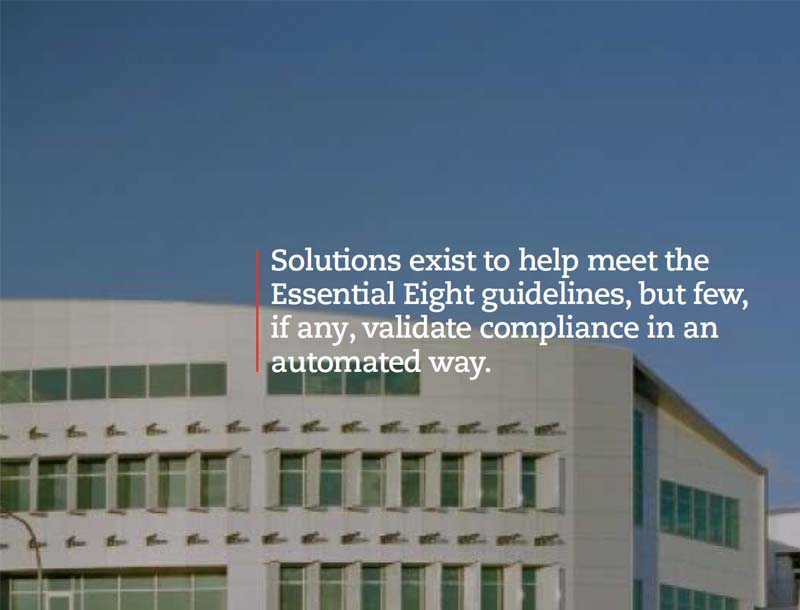 Solutions exist to help meet the
Essential Eight guidelines, but few,
if any, validate compliance in an
automated way.